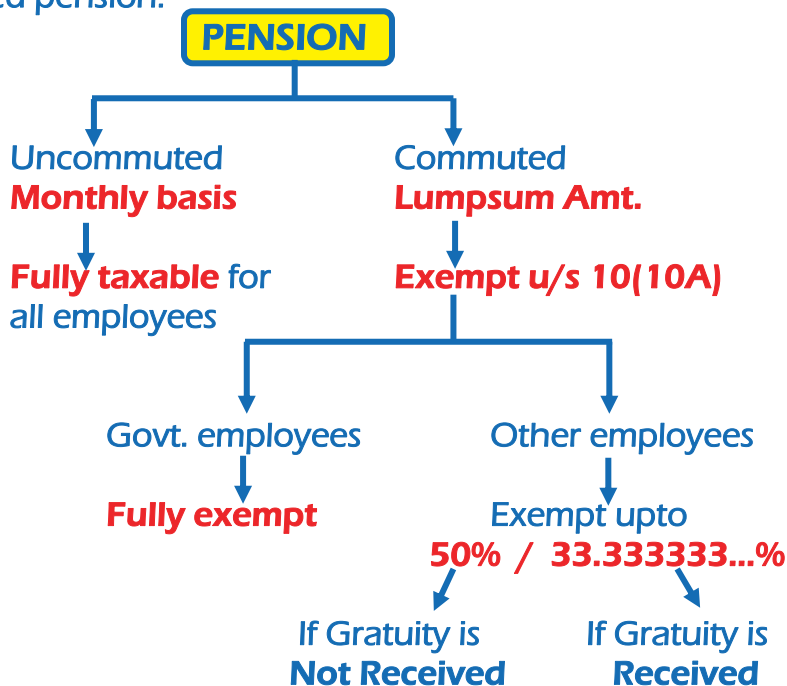 pension.
PENSION
Uncommuted
Monthly basis
Commuted
Lumpsum Amt.
Fully taxable for
all employees
Exempt u/s 10(10A)
Govt. employees
Fully exempt
Other employees
Exempt upto
50% / 33.333333...%
If Gratuity is
Not Received
If Gratuity is
Received